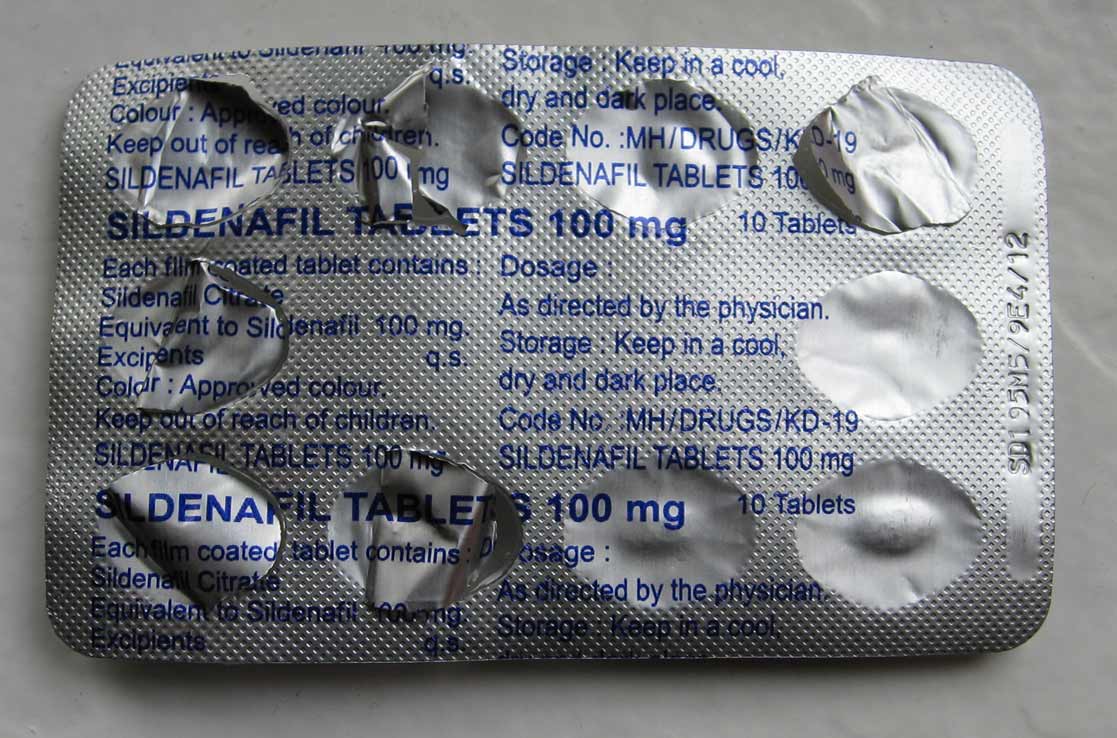 Equivalent to Sildenafil 100 mg.
Excipients q.s.
Colour : Approved colour.
Keep out of reach of children.
SILDENAFIL TABLETS 100 mg
Storage : Keep in a cool,
dry and dark place.
Code No. :MH/DRUGS/KD-19
SILDENAFIL TABLETS 100 mg
SILDENAFIL TABLETS 100 mg 10 Tablets
Each film coated tablet contains :
Sildenafil Citrate
Equivalent to Sildenafil 100 mg.
Excipients q.s.
Colour : Approved colour.
Keep out of reach of children.
SILDENAFIL TABLETS 100 mg
Dosage :
As directed by the physician.
Storage : Keep in a cool,
dry and dark place.
Code No. :MH/DRUGS/KD-19
SILDENAFIL TABLETS 100 mg
SILDENAFIL TABLETS 100 mg 10 Tablets
Each film coated tablet contains :
Sildenafil Citrate
Equivalent to Sildenafil 100 mg.
Excipients q.s.
Dosage :
As directed by the physician.
Storage : Keep in a cool,